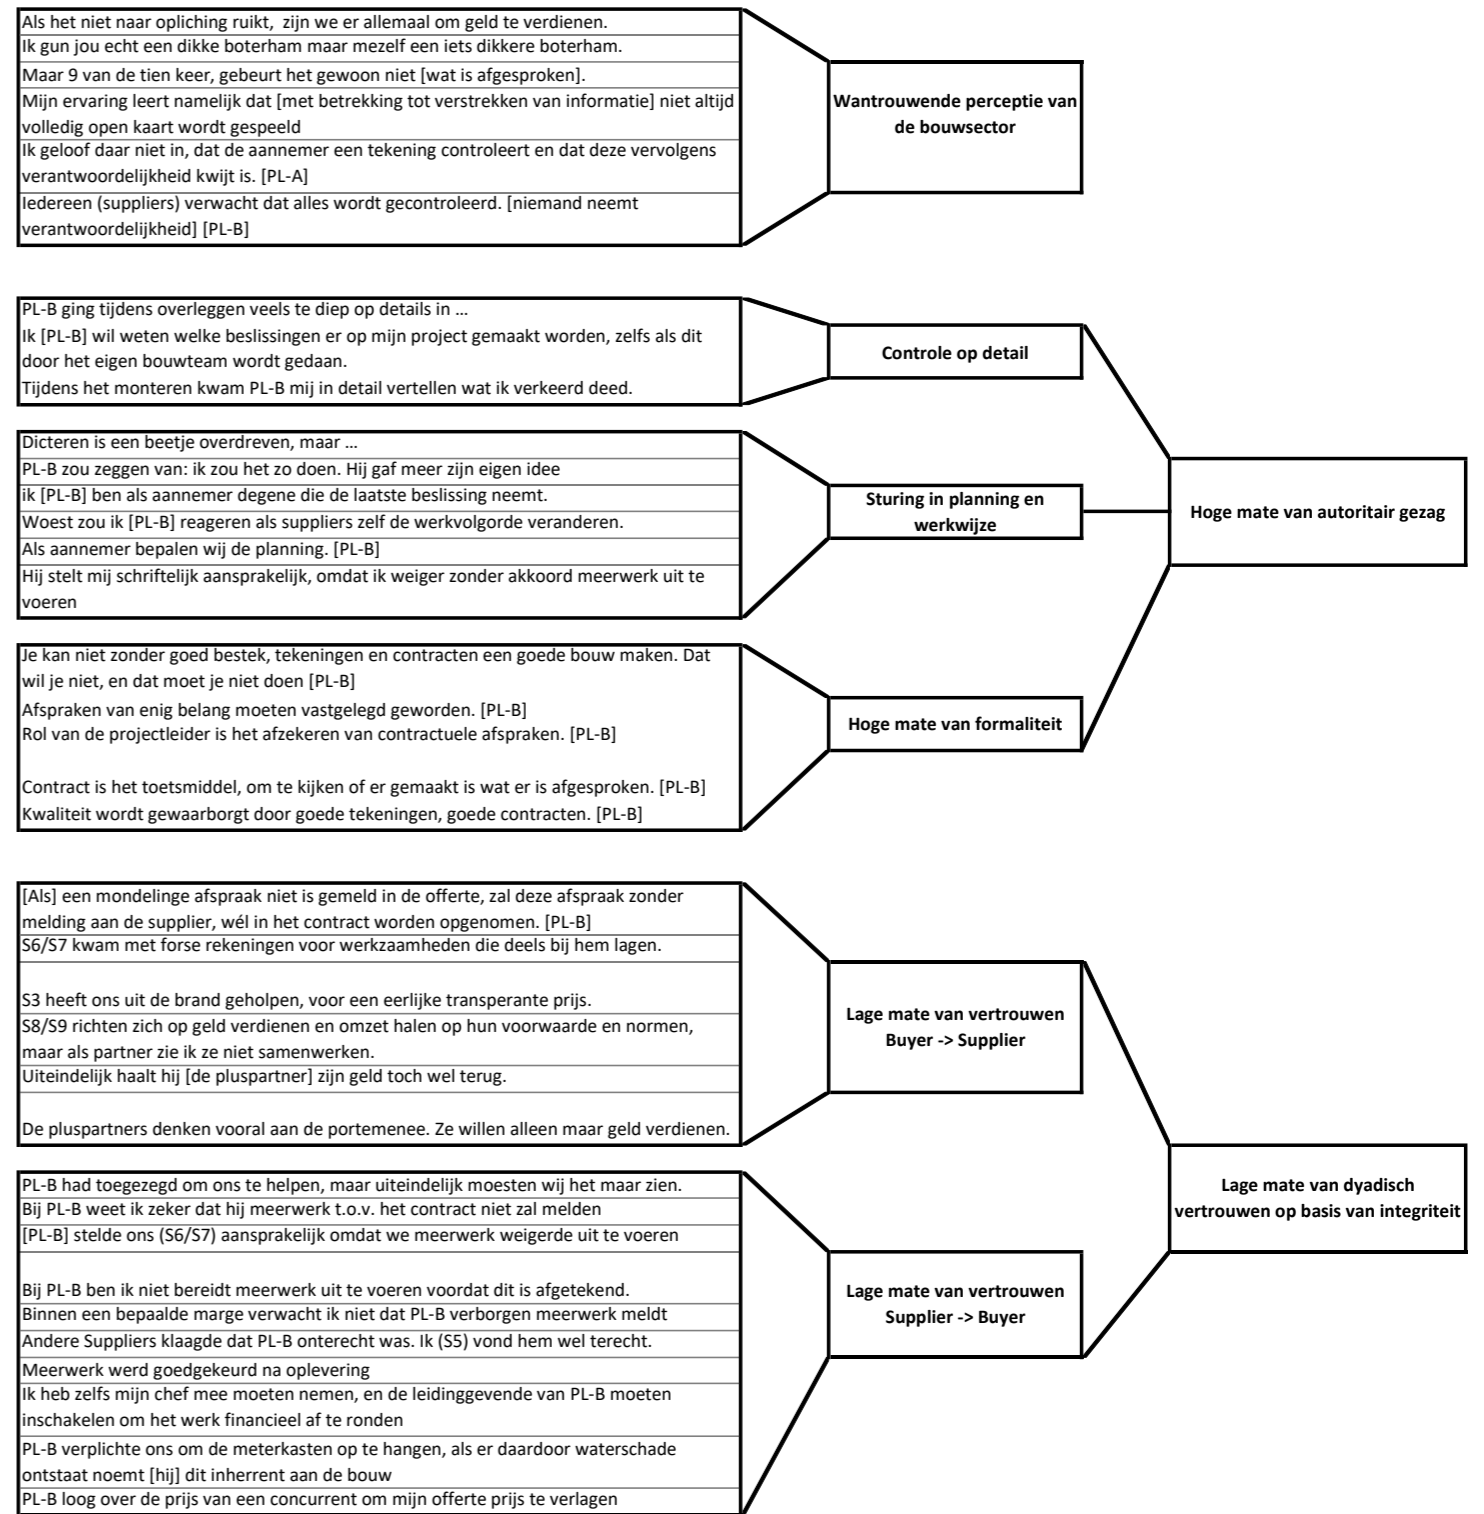 Als het niet naar oplichting ruikt,  zijn we er allemaal om geld te verdienen.
Ik gun jou echt een dikke boterham maar mezelf een iets dikkere boterham.
Maar 9 van de tien keer, gebeurt het gewoon niet [wat is afgesproken].
Mijn ervaring leert namelijk dat [met betrekking tot verstrekken van informatie] niet altijd
volledig open kaart wordt gespeeld
Ik geloof daar niet in, dat de aannemer een tekening controleert en dat deze vervolgens
verantwoordelijkheid kwijt is. [PL-A]
Iedereen (suppliers) verwacht dat alles wordt gecontroleerd. [niemand neemt
verantwoordelijkheid] [PL-B]
Wantrouwende perceptie van
de bouwsector
PL-B ging tijdens overleggen veels te diep op details in …
Ik [PL-B] wil weten welke beslissingen er op mijn project gemaakt worden, zelfs als dit
door het eigen bouwteam wordt gedaan.
Tijdens het monteren kwam PL-B mij in detail vertellen wat ik verkeerd deed.
Controle op detail
Dicteren is een beetje overdreven, maar …
PL-B zou zeggen van: ik zou het zo doen. Hij gaf meer zijn eigen idee
ik [PL-B] ben als aannemer degene die de laatste beslissing neemt.
Woest zou ik [PL-B] reageren als suppliers zelf de werkvolgorde veranderen.
Als aannemer bepalen wij de planning. [PL-B]
Hij stelt mij schriftelijk aansprakelijk, omdat ik weiger zonder akkoord meerwerk uit te
voeren
Sturing in planning en
werkwijze
Hoge mate van autoritair gezag
Je kan niet zonder goed bestek, tekeningen en contracten een goede bouw maken. Dat
wil je niet, en dat moet je niet doen [PL-B]
Afspraken van enig belang moeten vastgelegd geworden. [PL-B]
Rol van de projectleider is het afzekeren van contractuele afspraken. [PL-B]
Contract is het toetsmiddel, om te kijken of er gemaakt is wat er is afgesproken. [PL-B]
Kwaliteit wordt gewaarborgt door goede tekeningen, goede contracten. [PL-B]
Hoge mate van formaliteit
[Als] een mondelinge afspraak niet is gemeld in de offerte, zal deze afspraak zonder
melding aan de supplier, wél in het contract worden opgenomen. [PL-B]
S6/S7 kwam met forse rekeningen voor werkzaamheden die deels bij hem lagen.
S3 heeft ons uit de brand geholpen, voor een eerlijke transperante prijs.
S8/S9 richten zich op geld verdienen en omzet halen op hun voorwaarde en normen,
maar als partner zie ik ze niet samenwerken.
Uiteindelijk haalt hij [de pluspartner] zijn geld toch wel terug.
De pluspartners denken vooral aan de portemenee. Ze willen alleen maar geld verdienen.
Lage mate van vertrouwen
Buyer -> Supplier
PL-B had toegezegd om ons te helpen, maar uiteindelijk moesten wij het maar zien.
Bij PL-B weet ik zeker dat hij meerwerk t.o.v. het contract niet zal melden
[PL-B] stelde ons (S6/S7) aansprakelijk omdat we meerwerk weigerde uit te voeren
Bij PL-B ben ik niet bereidt meerwerk uit te voeren voordat dit is afgetekend.
Binnen een bepaalde marge verwacht ik niet dat PL-B verborgen meerwerk meldt
Andere Suppliers klaagde dat PL-B onterecht was. Ik (S5) vond hem wel terecht.
Meerwerk werd goedgekeurd na oplevering
Ik heb zelfs mijn chef mee moeten nemen, en de leidinggevende van PL-B moeten
inschakelen om het werk financieel af te ronden
PL-B verplichte ons om de meterkasten op te hangen, als er daardoor waterschade
ontstaat noemt [hij] dit inherrent aan de bouw
PL-B loog over de prijs van een concurrent om mijn offerte prijs te verlagen
Lage mate van vertrouwen
Supplier -> Buyer
Lage mate van dyadisch
vertrouwen op basis van integriteit